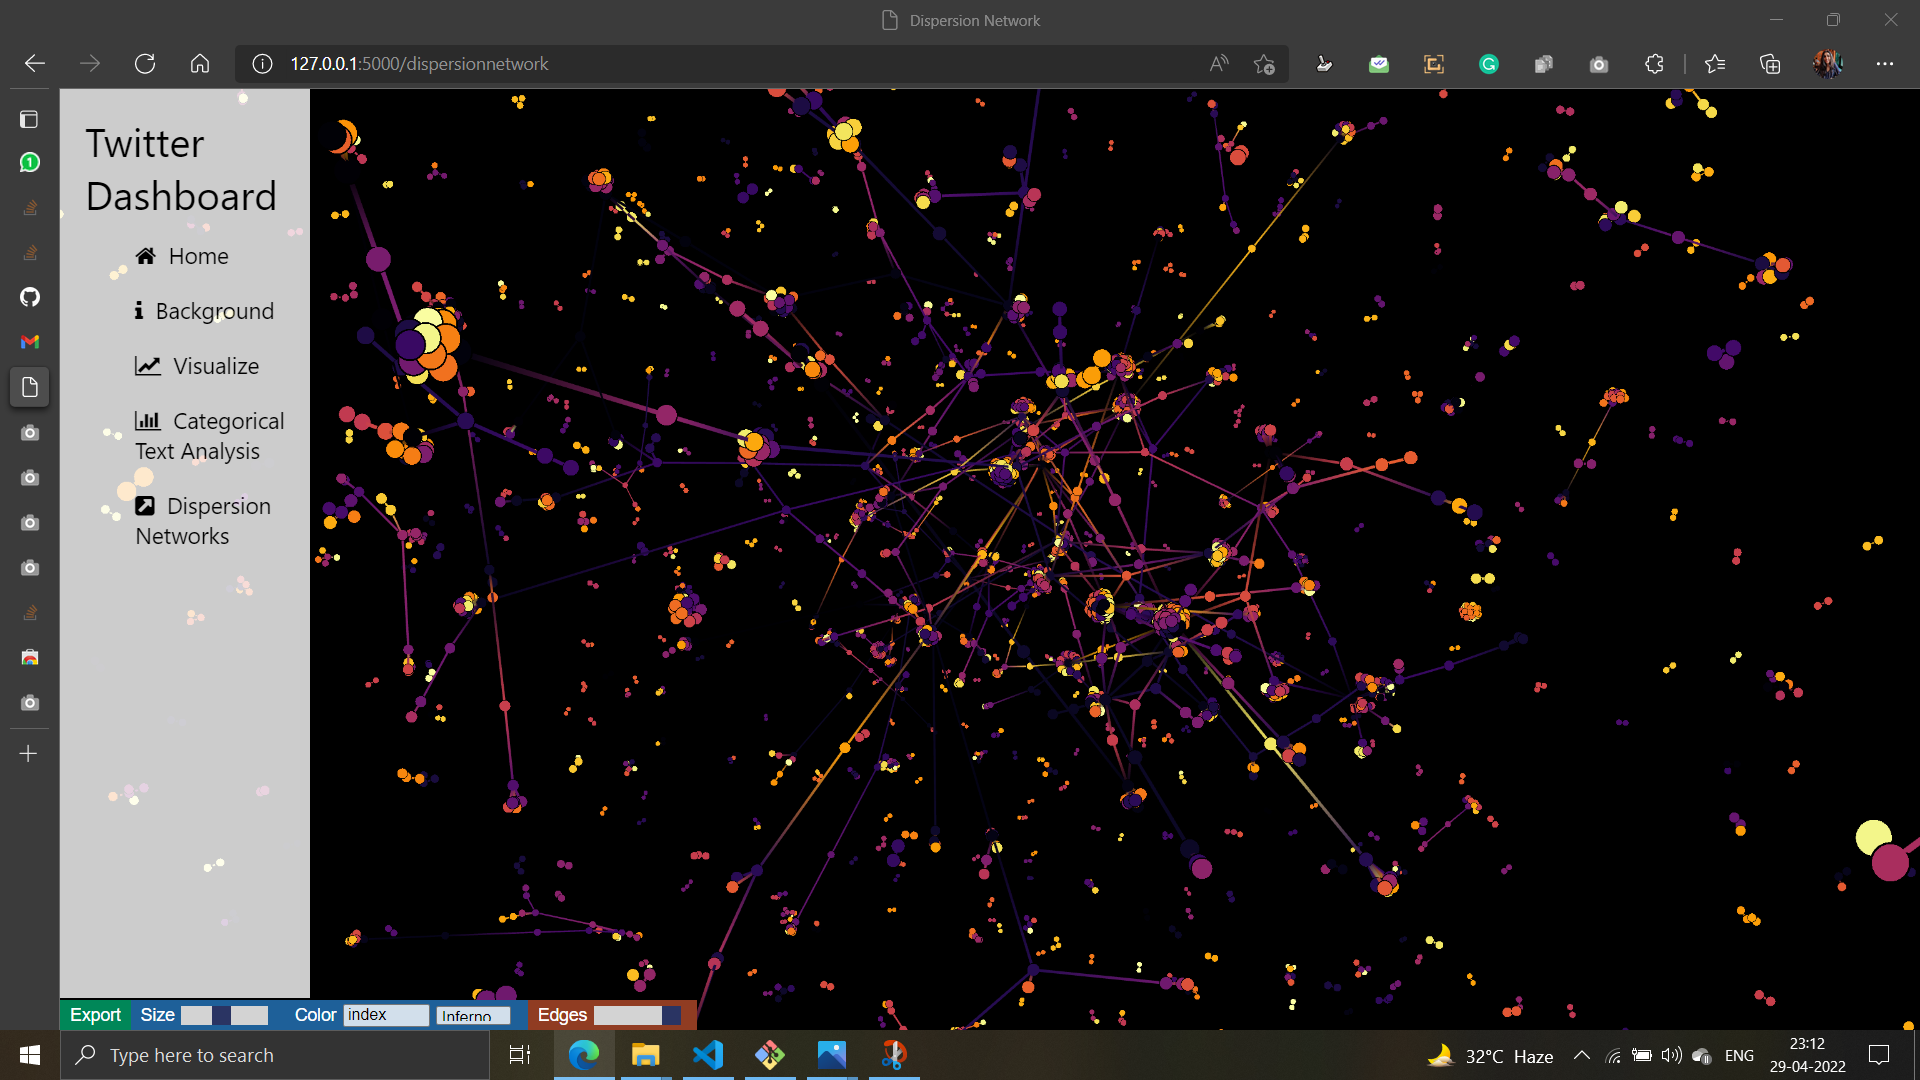 Dispersion Network
127.0.0.1:5000/dispersionnetwork
1
Twitter
Dashboard
Home
Background
Visualize
Categorical
Text Analysis
Dispersion
Networks
Export Size Color index Inferno Edges
Type here to search
32°C Haze
ENG
23:12
29-04-2022